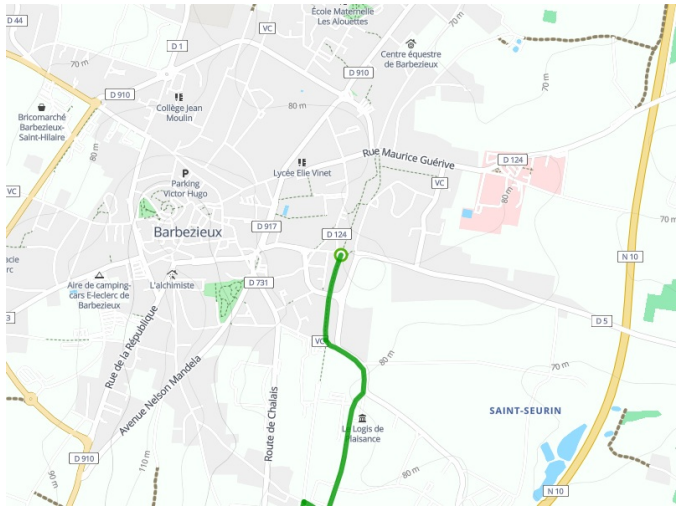 École Maternelle
Les Alouettes
D 44
VC
D 1
Centre équestre
de Barbezieux
70 m
D 910
70 m
D 910
80 m
Collège Jean
Moulin
Bricomarché
Barbezieux-
Saint-Hilaire
80 m
Rue Maurice Guérive
D 124
Lycée Elie Vinet
Parking
Victor Hugo
VC
VC
80 m
70 m
D 917
Barbezieux
D 124
N 10
Aire de camping-
cars E-leclerc de
Barbezieux
L'alchimiste
D 731
D 5
Rue de la République
VC
Avenue Nelson Mandela
80 m
70 m
Route de Chalais
SAINT-SEURIN
Le Logis de
Plaisance
D 910
110 m
90 m
80 m
N 10